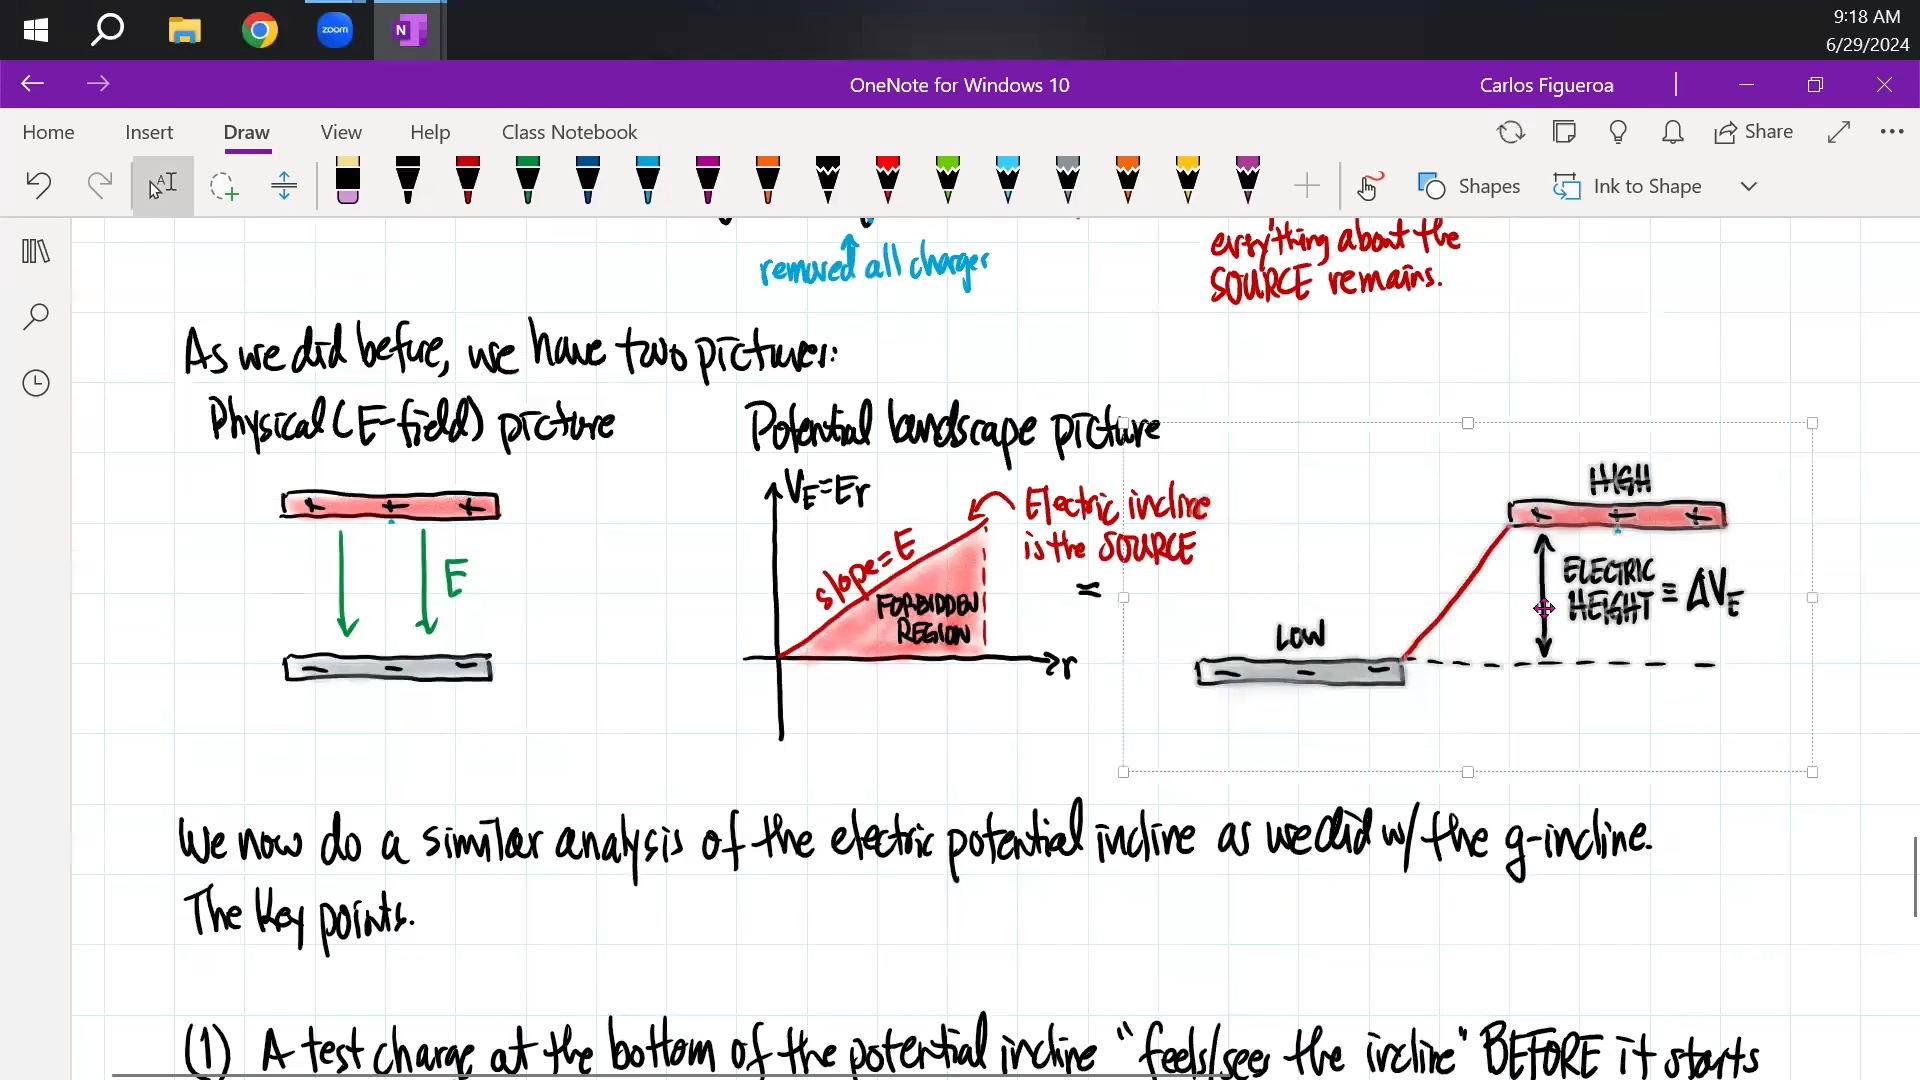 9:18 AM
6/29/2024
zoom
N
OneNote for Windows 10
Carlos Figueroa
Home Insert Draw View Help Class Notebook
Share
Shapes
Ink to Shape
removed all charges
everything about the
SOURCE remains.
As we did before, we have two pictures:
Physical (E-field) picture
Potential landscape picture
+ + +
E
- - -
V_E = Er
slope = E
FORBIDDEN
REGION
r
Electric incline
is the SOURCE
=
HIGH
+ + +
ELECTRIC
HEIGHT ≡ ΔV_E
LOW
- - -
We now do a similar analysis of the electric potential incline as we did w/ the g-incline.
The key points.
(1) A test charge at the bottom of the potential incline "feels/sees the incline" BEFORE it starts